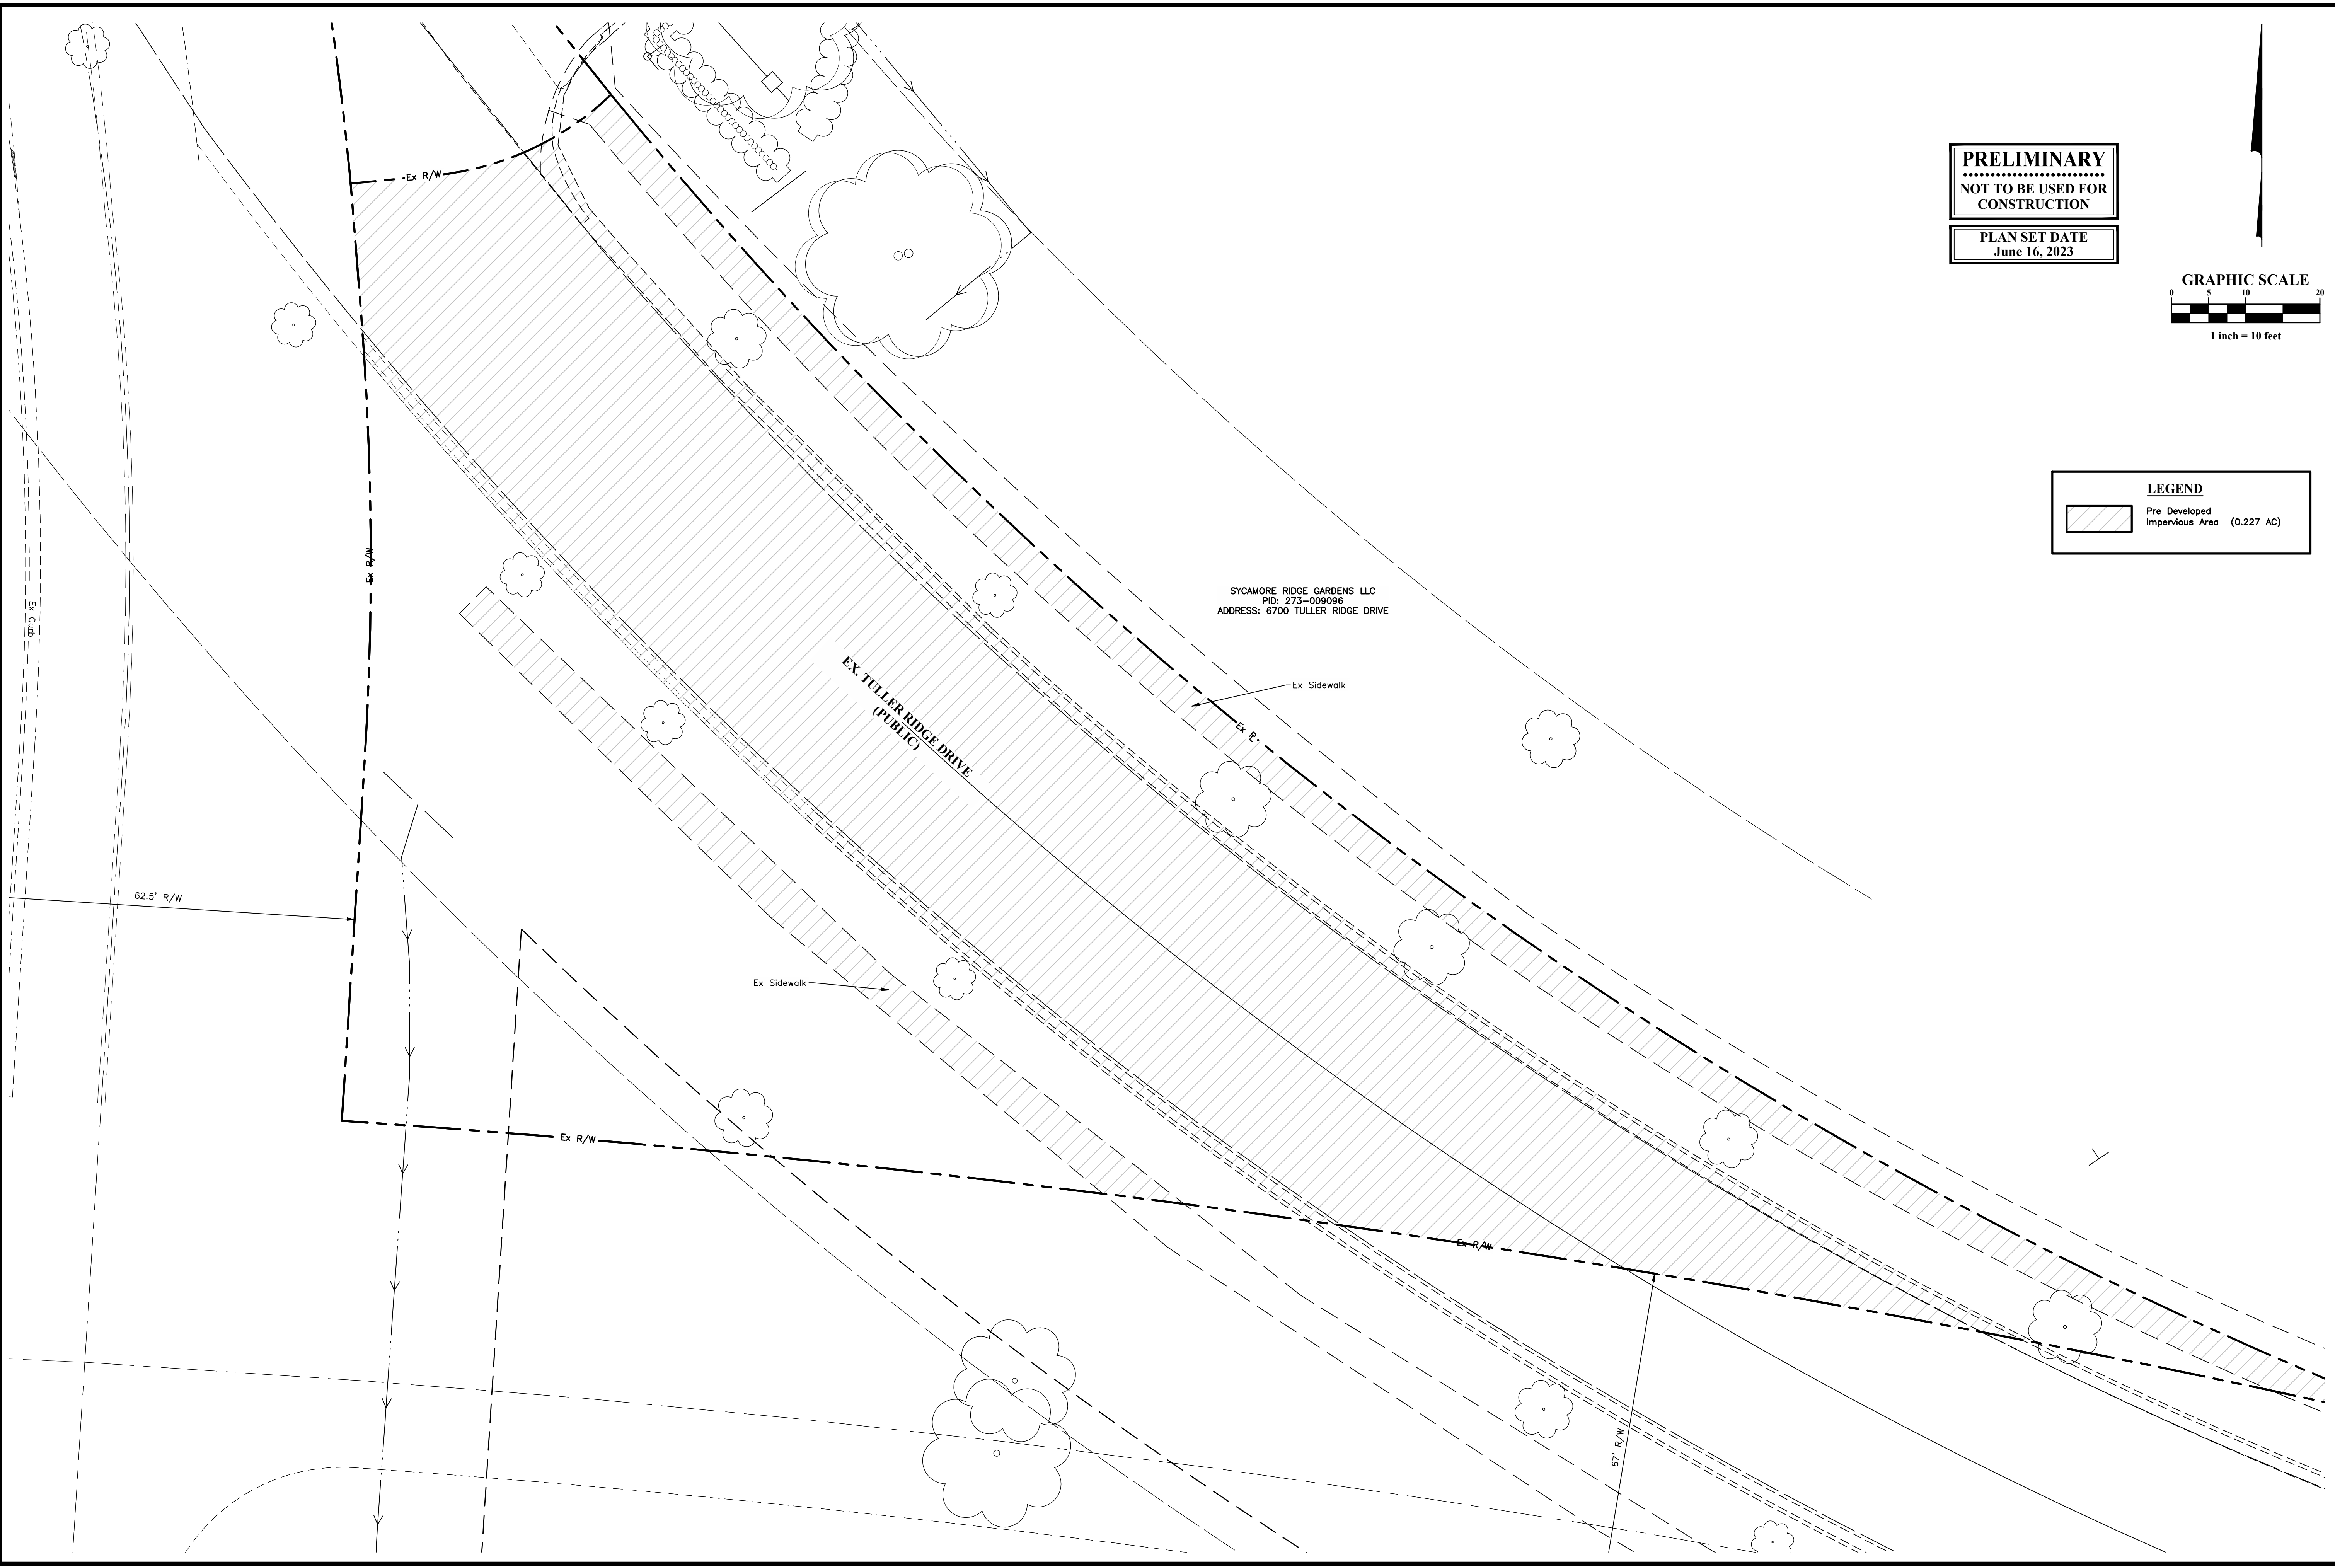 Ex R/W
PRELIMINARY
NOT TO BE USED FOR
CONSTRUCTION
PLAN SET DATE
June 16, 2023
GRAPHIC SCALE
0 5 10 20
1 inch = 10 feet
LEGEND
Pre Developed
Impervious Area (0.227 AC)
Ex R/W
Ex Curb
SYCAMORE RIDGE GARDENS LLC
PID: 273-009096
ADDRESS: 6700 TULLER RIDGE DRIVE
Ex Sidewalk
EX. TULLER RIDGE DRIVE
(PUBLIC)
Ex PL
62.5' R/W
Ex Sidewalk
Ex R/W
Ex R/W
67' R/W